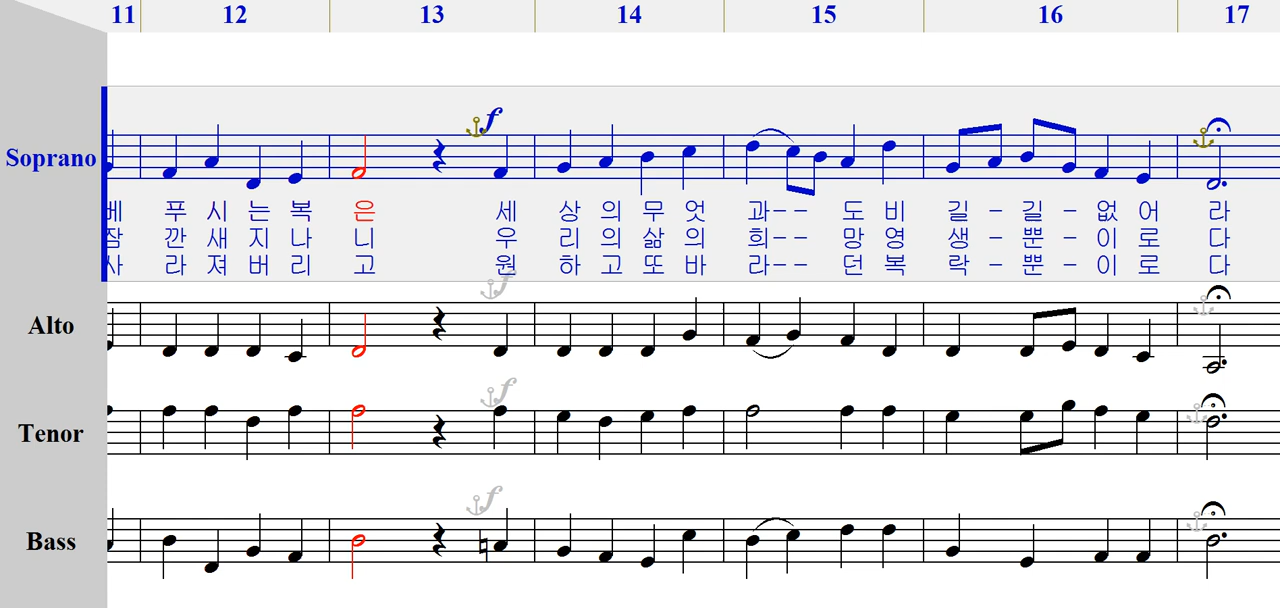 11 12 13 14 15 16 17
f
Soprano
베 푸 시 는 복 은 세 상 의 무 엇 과-- 도 비 길 - 길 - 없 어 라
잠 깐 새 지 나 니 우 리 의 삶 의 희-- 망 영 생 - 뿐 - 이 로 다
사 라 져 버 리 고 원 하 고 또 바 라-- 던 복 락 - 뿐 - 이 로 다
f
Alto
f
Tenor
f
Bass